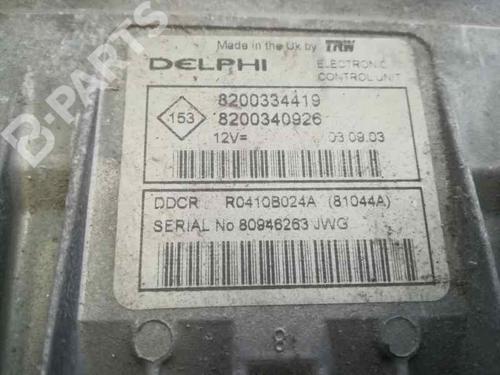 Made in the Uk by TRW
DELPHI
ELECTRONIC
CONTROL UNIT
8200334419
153
8200340926
12V=
03.09.03
DDCR R0410B024A (81044A)
SERIAL No 80946263 JWG
8
B-PARTS